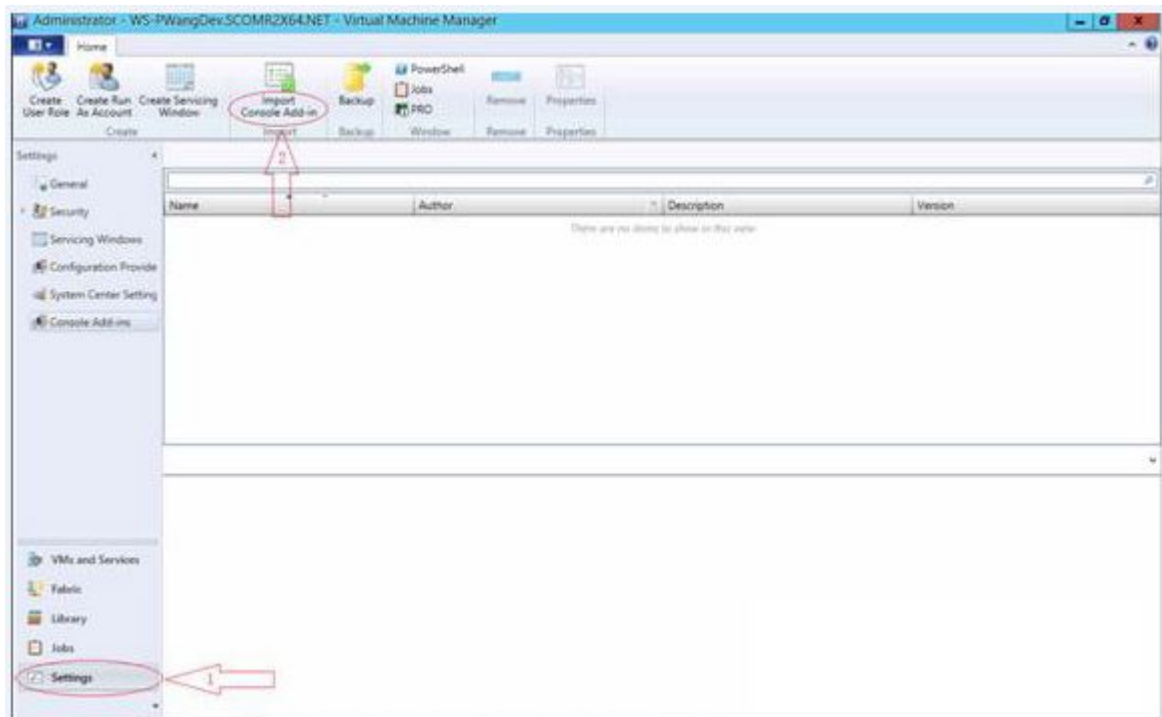 Administrator - WS-PWangDev.SCOMR2X64.NET - Virtual Machine Manager
Home
Create User Role
Create Run As Account
Create Servicing Window
Import Console Add-in
Backup
PowerShell
Jobs
PRO
Remove
Properties
Create
Import
Backup
Window
Remove
Properties
Settings
2
General
Security
Servicing Windows
Configuration Provide
System Center Setting
Console Add-ins
Name
Author
Description
Version
There are no items to show in this view.
VMs and Services
Fabric
Library
Jobs
Settings
1